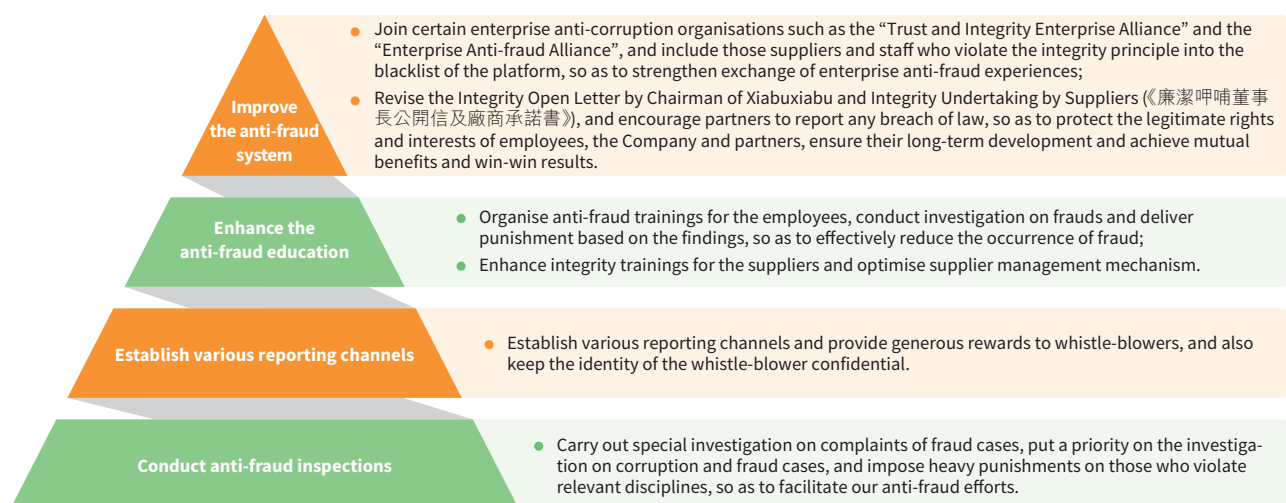 Improve
the anti-fraud
system
● Join certain enterprise anti-corruption organisations such as the “Trust and Integrity Enterprise Alliance” and the
“Enterprise Anti-fraud Alliance”, and include those suppliers and staff who violate the integrity principle into the
blacklist of the platform, so as to strengthen exchange of enterprise anti-fraud experiences;
● Revise the Integrity Open Letter by Chairman of Xiabuxiabu and Integrity Undertaking by Suppliers (《廉潔呷哺董事
長公開信及廠商承諾書》), and encourage partners to report any breach of law, so as to protect the legitimate rights
and interests of employees, the Company and partners, ensure their long-term development and achieve mutual
benefits and win-win results.
Enhance the
anti-fraud education
● Organise anti-fraud trainings for the employees, conduct investigation on frauds and deliver
punishment based on the findings, so as to effectively reduce the occurrence of fraud;
● Enhance integrity trainings for the suppliers and optimise supplier management mechanism.
Establish various reporting channels
● Establish various reporting channels and provide generous rewards to whistle-blowers, and also
keep the identity of the whistle-blower confidential.
Conduct anti-fraud inspections
● Carry out special investigation on complaints of fraud cases, put a priority on the investiga-
tion on corruption and fraud cases, and impose heavy punishments on those who violate
relevant disciplines, so as to facilitate our anti-fraud efforts.